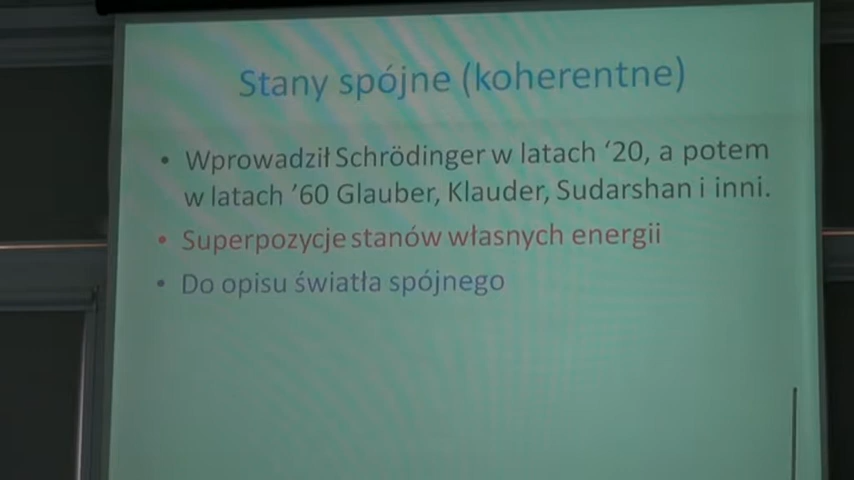 Stany spójne (koherentne)
• Wprowadził Schrödinger w latach ‘20, a potem
w latach ’60 Glauber, Klauder, Sudarshan i inni.
• Superpozycje stanów własnych energii
• Do opisu światła spójnego